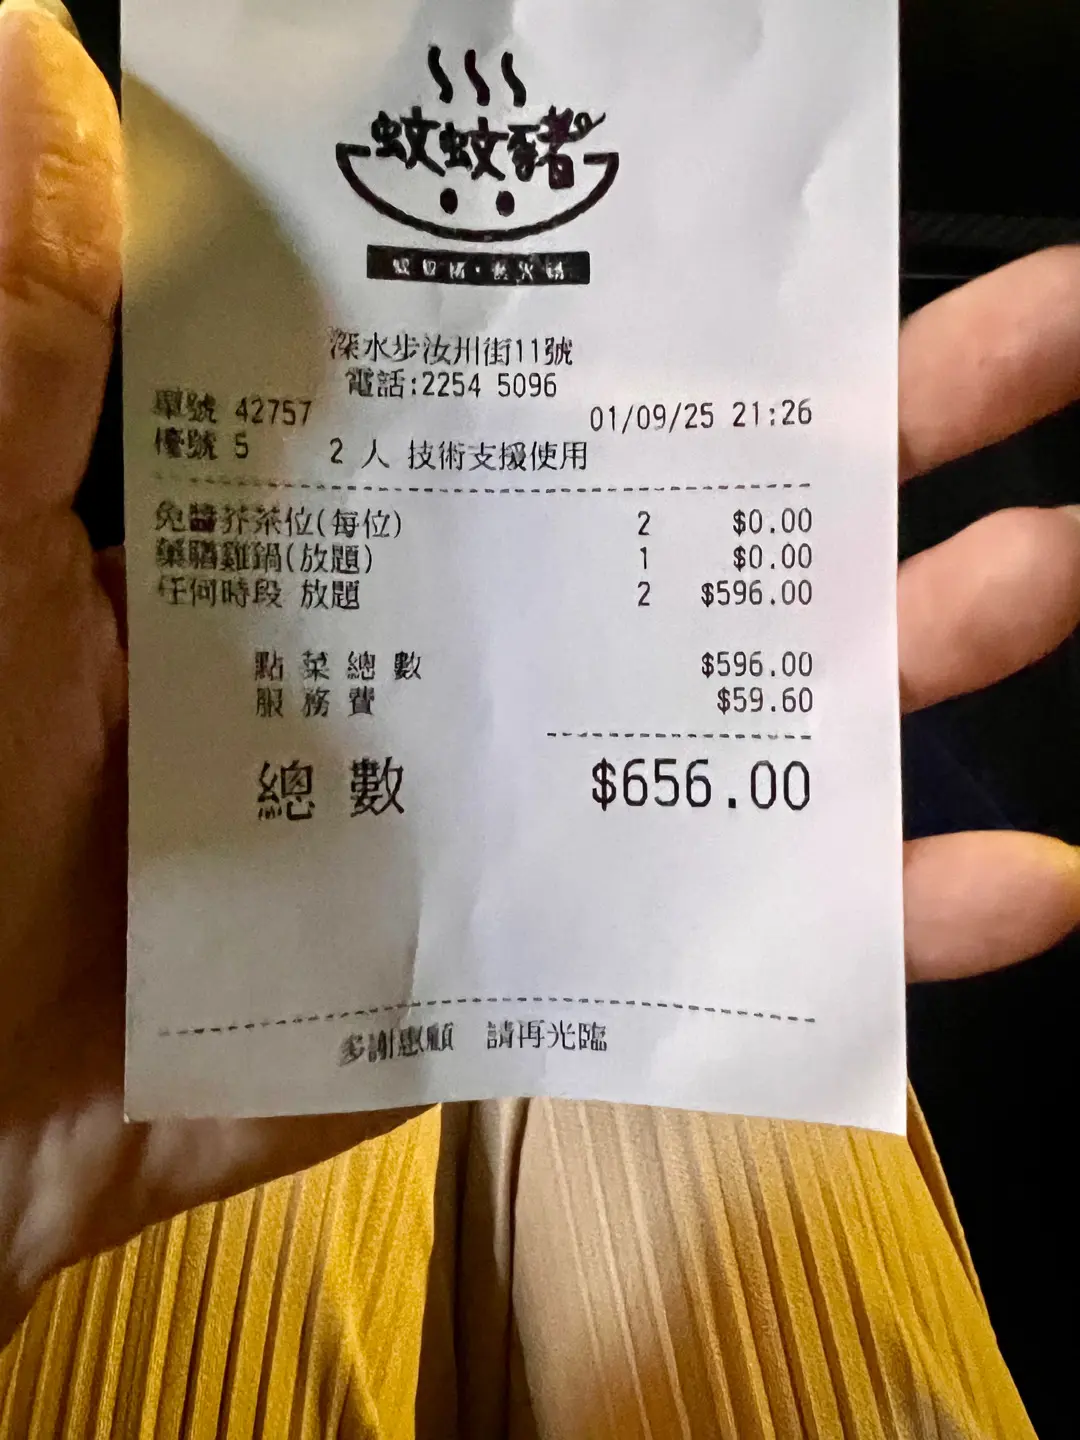 蚊蚊豬
深水步汝州街11號
電話:2254 5096
單號 42757 01/09/25 21:26
檯號 5 2 人 技術支援使用
免醬芥茶位(每位) 2 $0.00
藥膳雞鍋(放題) 1 $0.00
任何時段 放題 2 $596.00
點菜總數 $596.00
服務費 $59.60
總數 $656.00
多謝惠顧 請再光臨